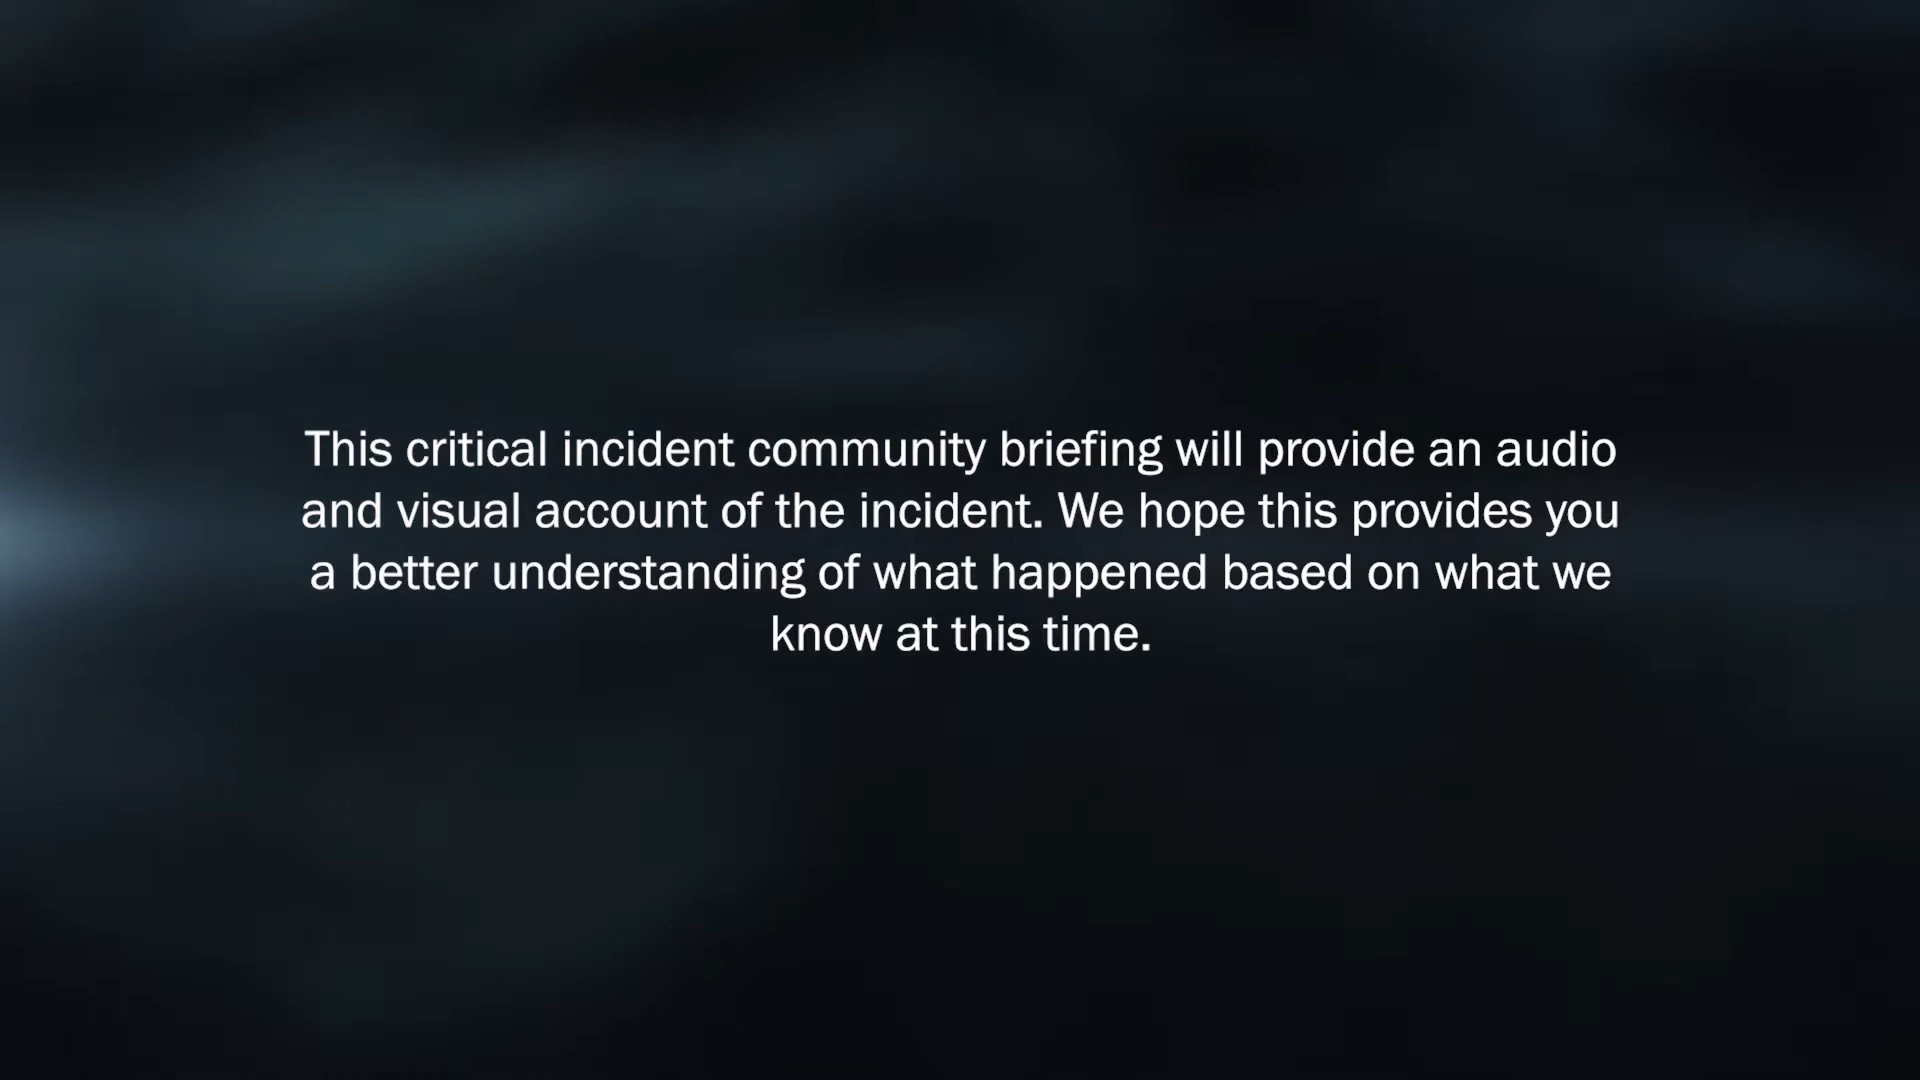 This critical incident community briefing will provide an audio
and visual account of the incident. We hope this provides you
a better understanding of what happened based on what we
know at this time.